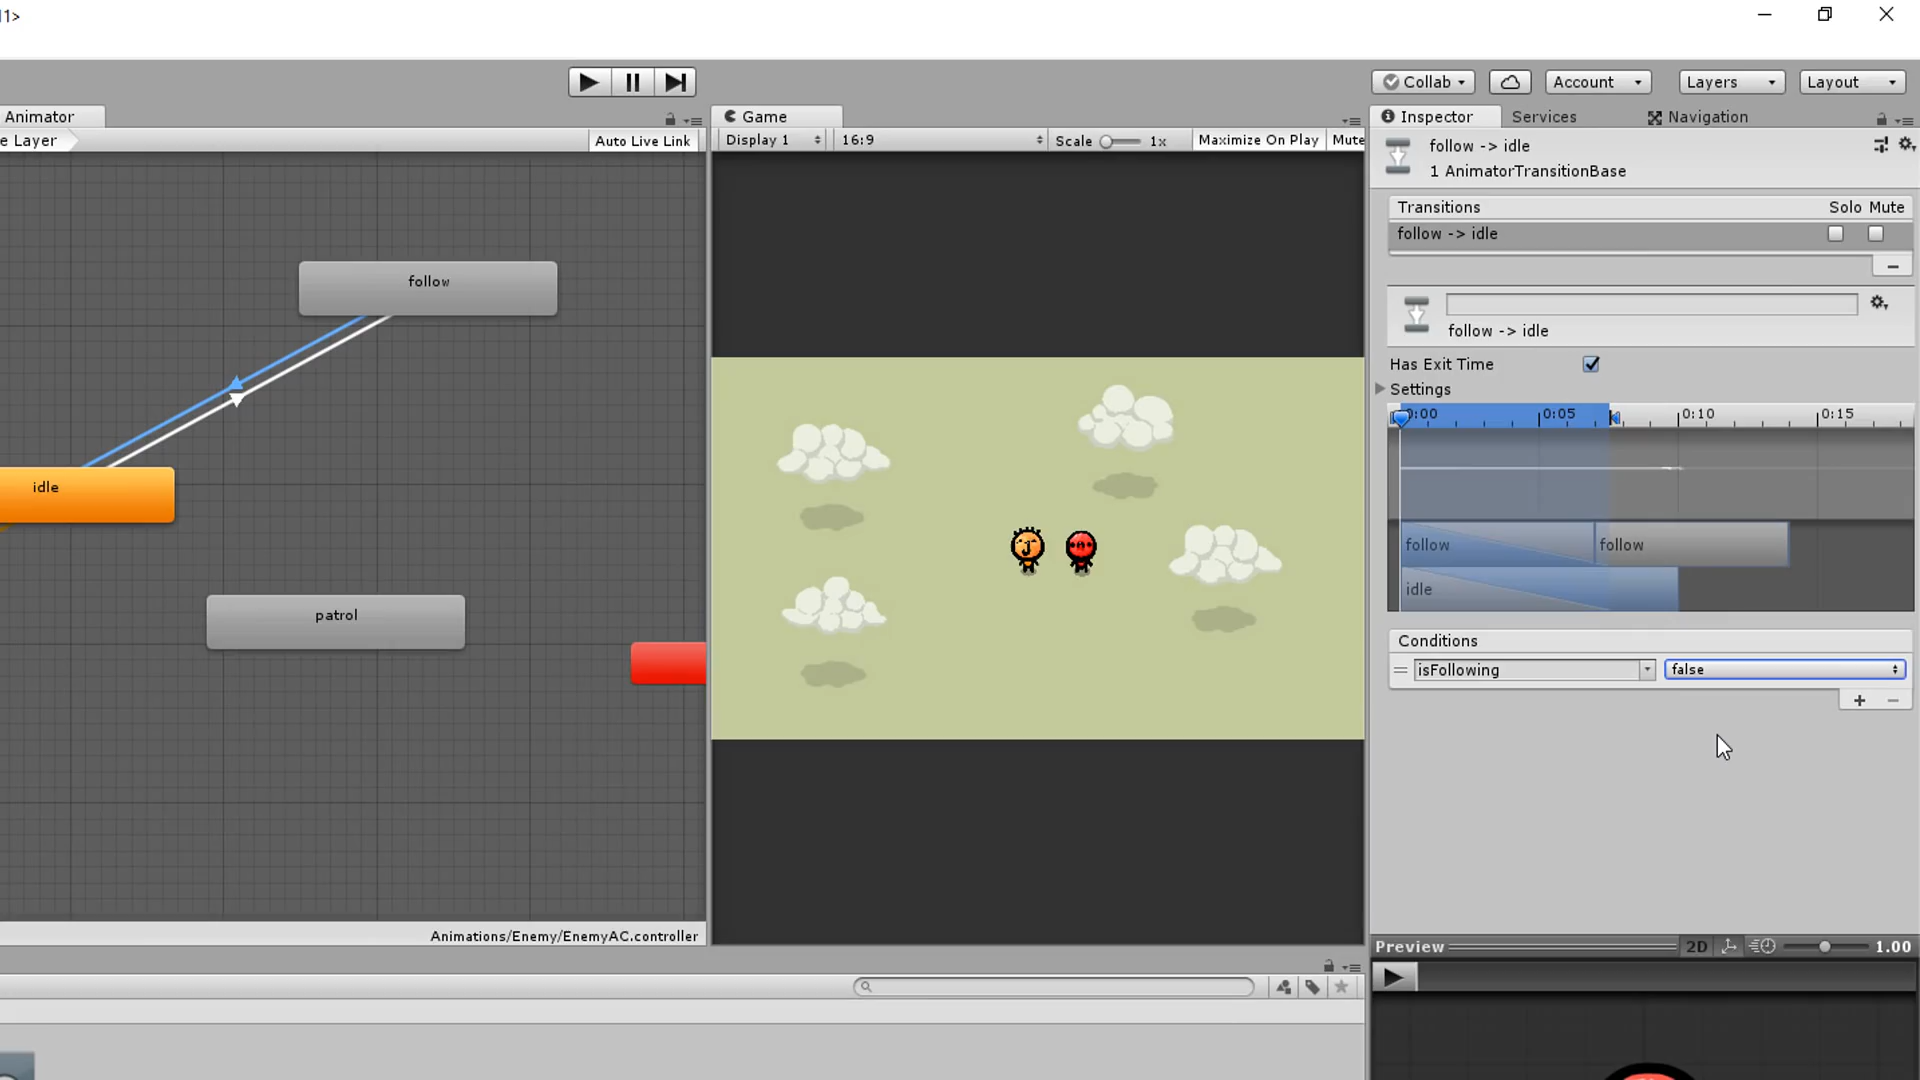 1>
Collab
Account
Layers
Layout
Animator
Game
Inspector
Services
Navigation
e Layer
Auto Live Link
Display 1
16:9
Scale
1x
Maximize On Play
Mute
follow -> idle
1 AnimatorTransitionBase
Transitions
Solo Mute
follow -> idle
follow -> idle
Has Exit Time
Settings
0:00
0:05
0:10
0:15
follow
follow
idle
Conditions
isFollowing
false
follow
idle
patrol
Animations/Enemy/EnemyAC.controller
Preview
2D
1.00